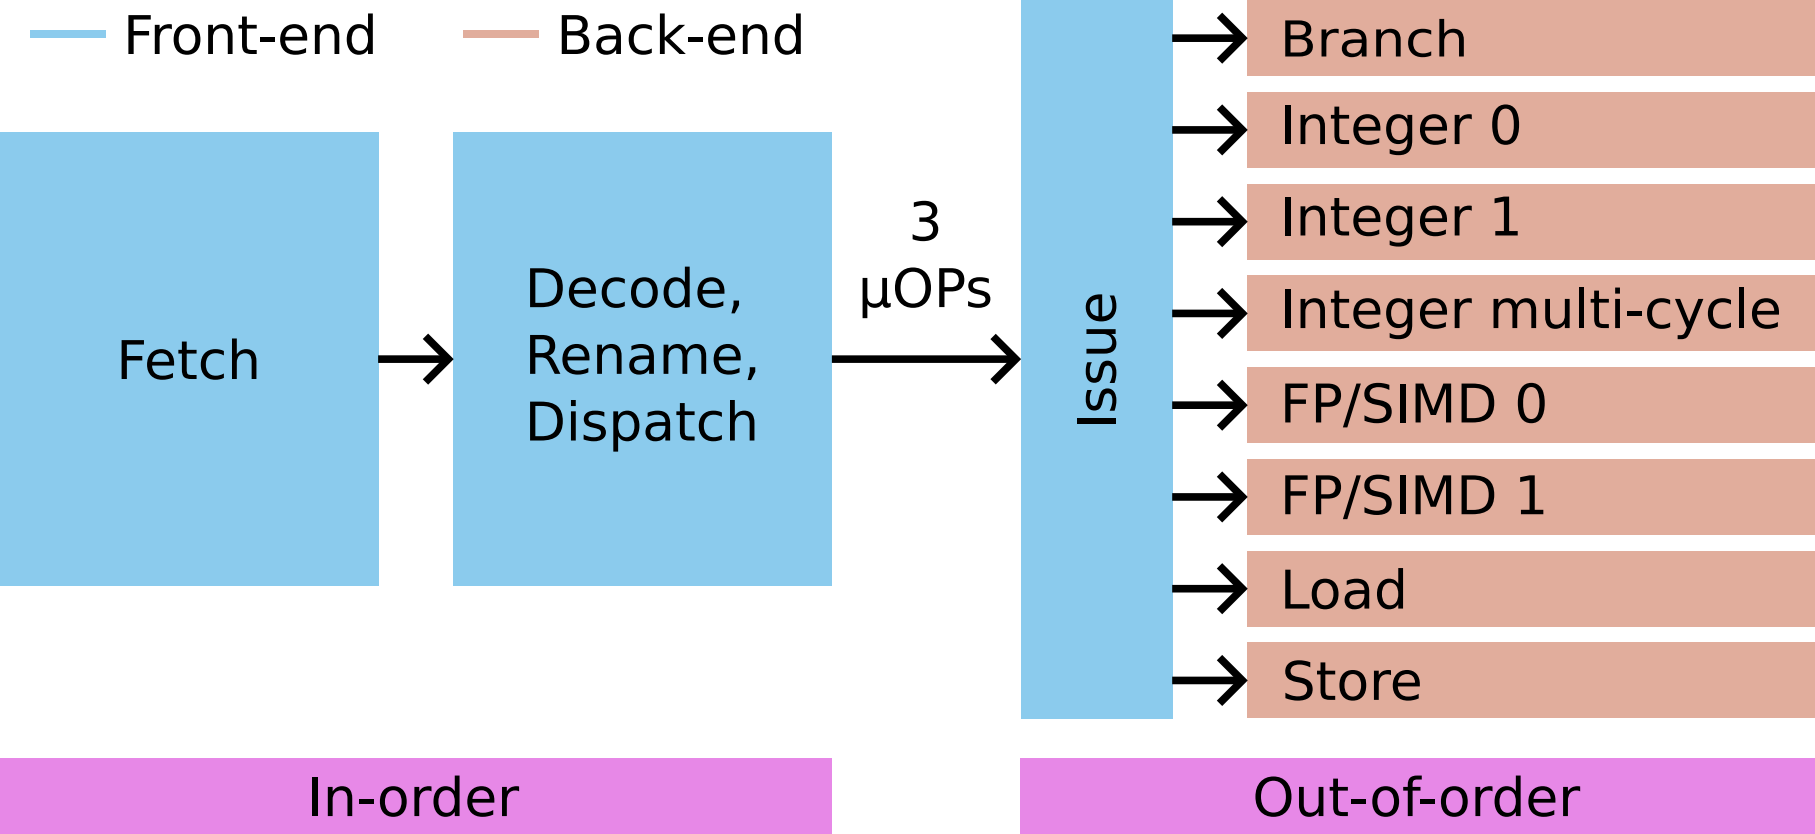 Front-end
Back-end
Fetch
Decode,
Rename,
Dispatch
3
μOPs
Issue
Branch
Integer 0
Integer 1
Integer multi-cycle
FP/SIMD 0
FP/SIMD 1
Load
Store
In-order
Out-of-order